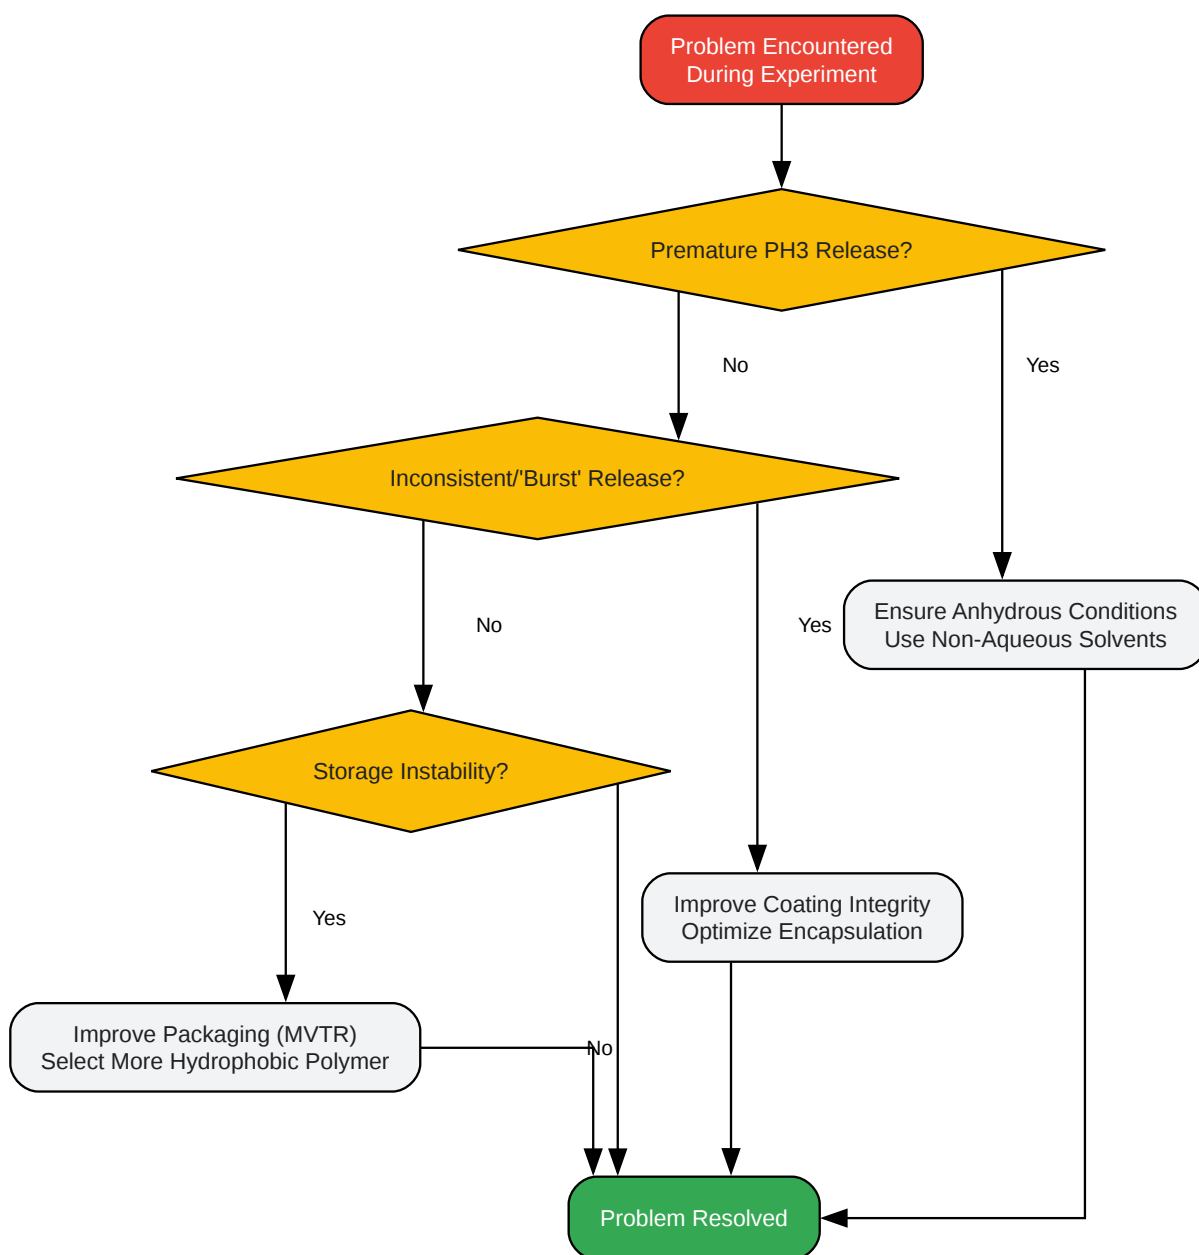 Problem Encountered
During Experiment
Premature PH3 Release?
No
Yes
Inconsistent/'Burst' Release?
Ensure Anhydrous Conditions
Use Non-Aqueous Solvents
No
Yes
Storage Instability?
Improve Coating Integrity
Optimize Encapsulation
Yes
Improve Packaging (MVTR)
Select More Hydrophobic Polymer
No
Problem Resolved